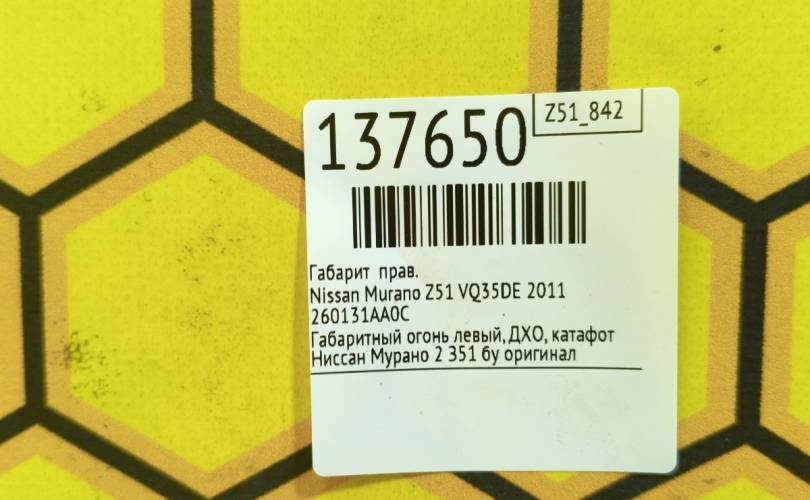 137650
Z51_842
Габарит прав.
Nissan Murano Z51 VQ35DE 2011
260131AA0C
Габаритный огонь левый, ДХО, катафот
Ниссан Мурано 2 З51 бу оригинал